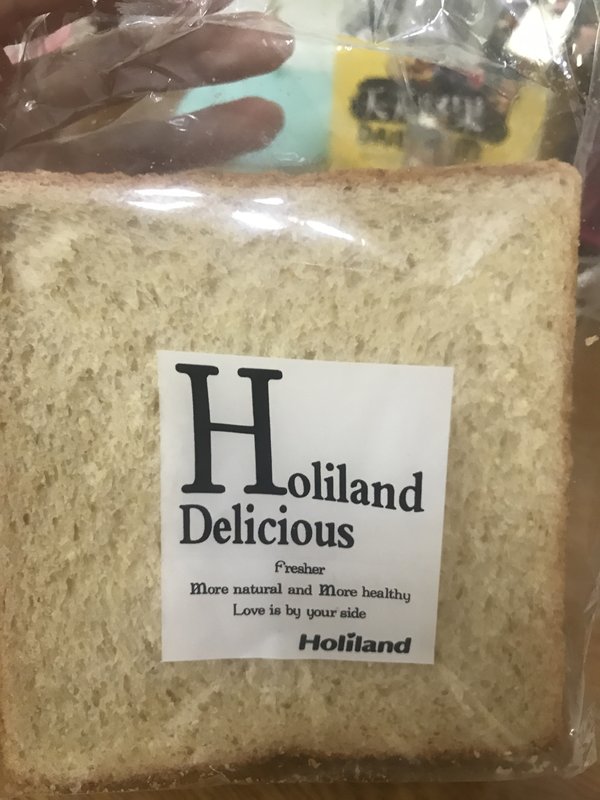 Holiland
Delicious
Fresher
More natural and More healthy
Love is by your side
Holiland